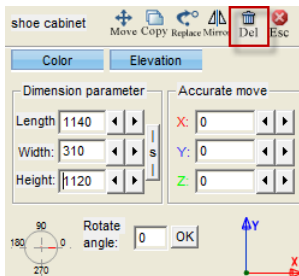 shoe cabinet
Move Copy Replace Mirror Del Esc
Color Elevation
Dimension parameter Accurate move
Length 1140 X: 0
Width: 310 s Y: 0
Height: 1120 Z: 0
90
180 0
270
Rotate angle: 0 OK
Y
X